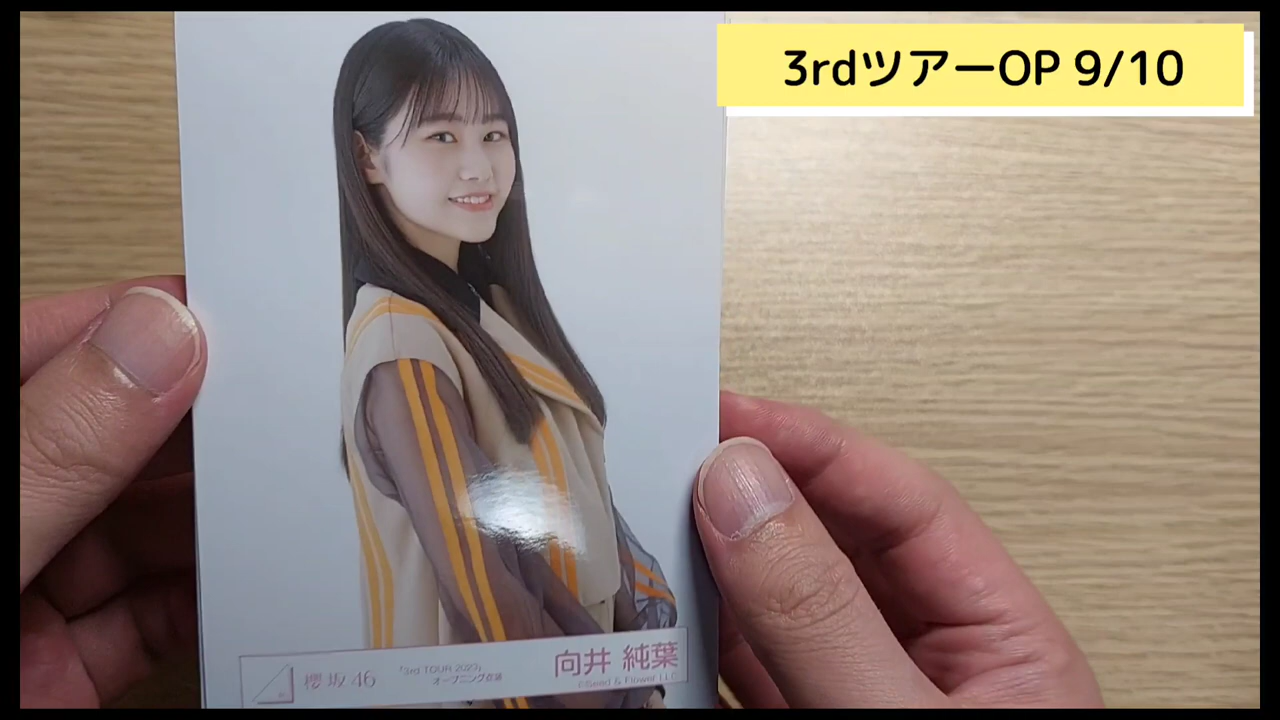 3rdツアーOP 9/10
櫻坂46
「3rd TOUR 2023」
オープニング衣装
向井 純葉
©Seed & Flower LLC